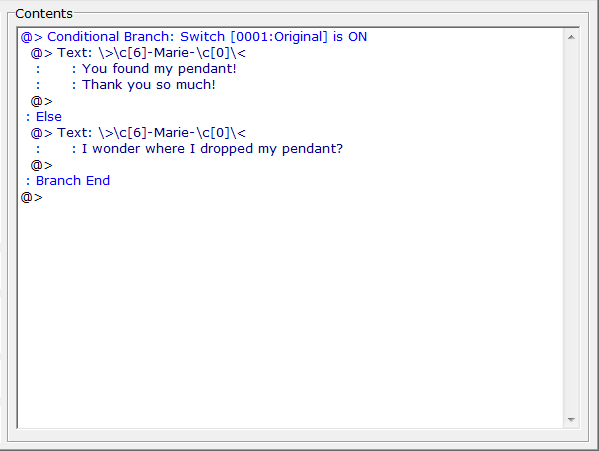 Contents
@> Conditional Branch: Switch [0001:Original] is ON
@> Text: \>\c[6]-Marie-\c[0]\<
: : You found my pendant!
: : Thank you so much!
@>
: Else
@> Text: \>\c[6]-Marie-\c[0]\<
: : I wonder where I dropped my pendant?
@>
: Branch End
@>